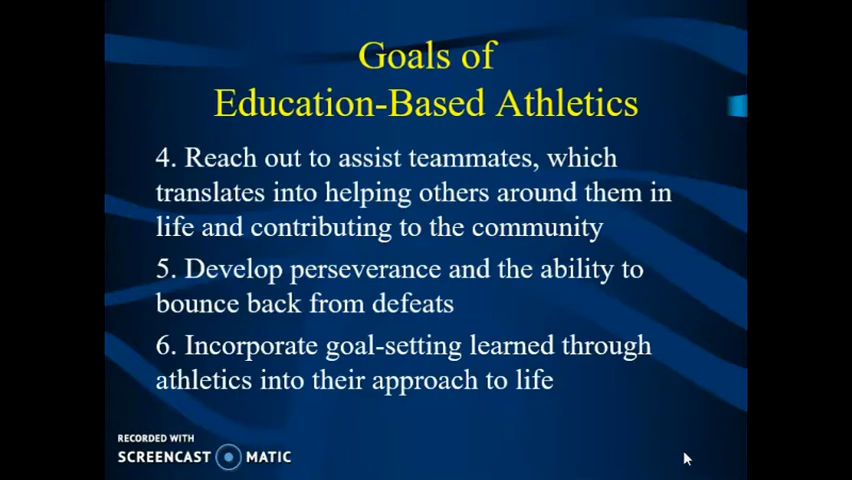 Goals of
Education-Based Athletics
4. Reach out to assist teammates, which
translates into helping others around them in
life and contributing to the community
5. Develop perseverance and the ability to
bounce back from defeats
6. Incorporate goal-setting learned through
athletics into their approach to life
RECORDED WITH
SCREENCAST MATIC